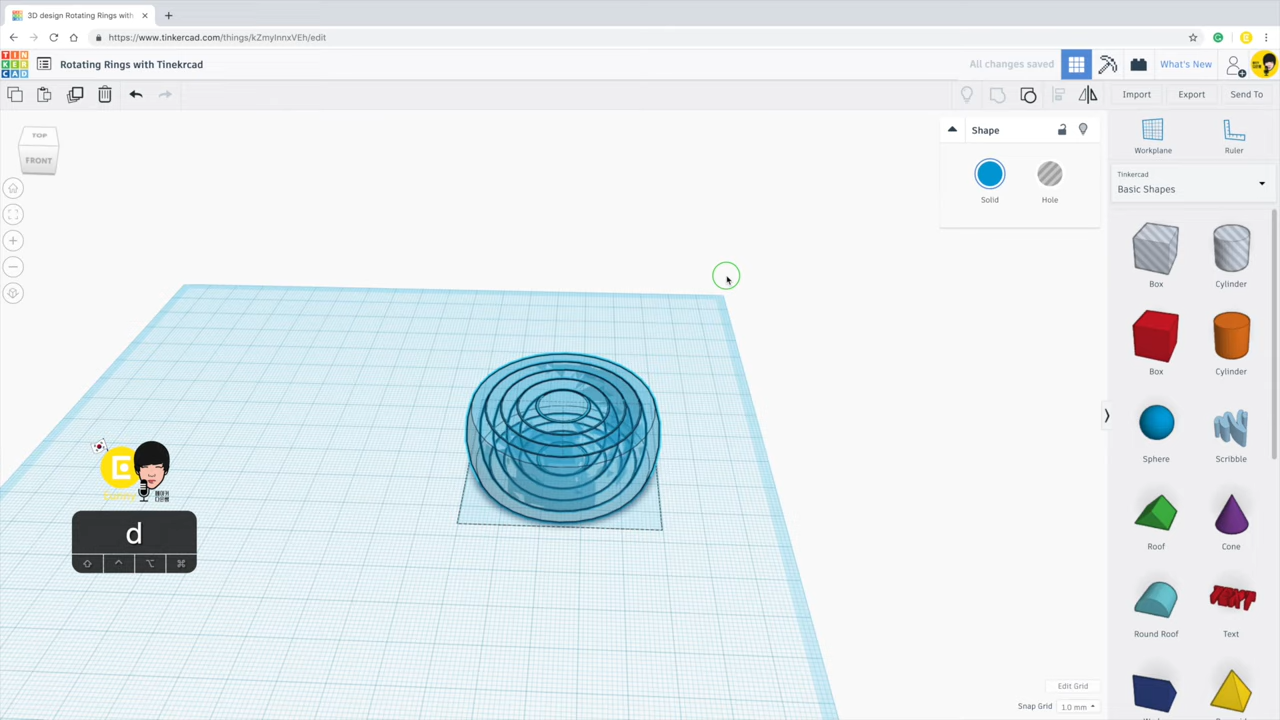 3D design Rotating Rings with
https://www.tinkercad.com/things/kZmyInnxVEh/edit
TIN
KER
CAD
Rotating Rings with Tinekrcad
All changes saved
What's New
Import
Export
Send To
TOP
FRONT
Shape
Solid
Hole
Workplane
Ruler
Tinkercad
Basic Shapes
Box
Cylinder
Box
Cylinder
Sphere
Scribble
Roof
Cone
Round Roof
TEXT
Text
d
Edit Grid
Snap Grid
1.0 mm